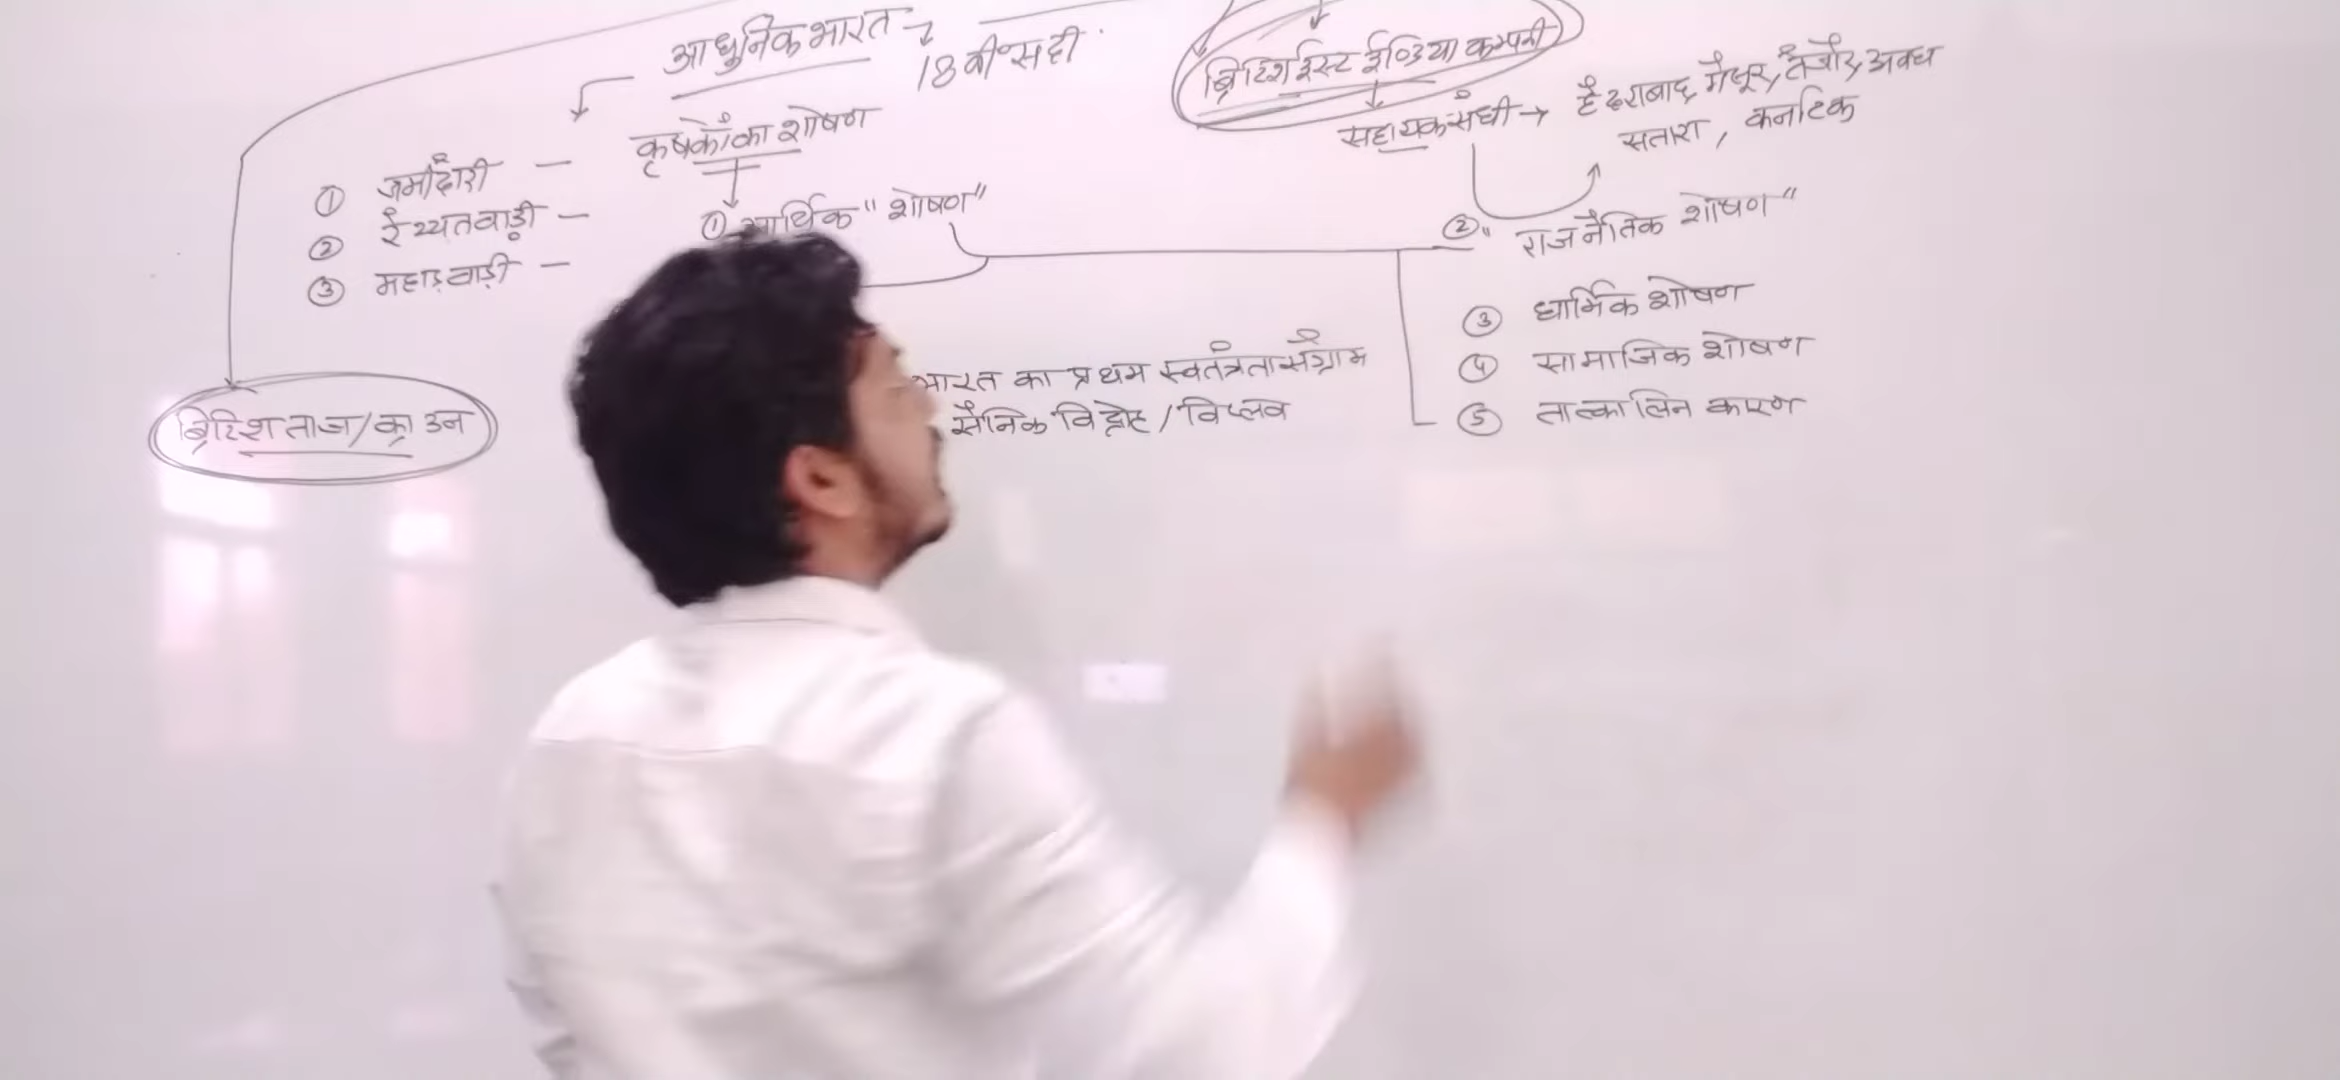 आधुनिक भारत →
18 वीं सदी
ब्रिटिश ईस्ट ईण्डिया कम्पनी
सहायक संधी → हैदराबाद, मैसूर, तंजौर, अवध
सतारा, कर्नाटक
कृषकों का शोषण
① जमींदारी —
② रैय्यतवाड़ी —
③ महालवाड़ी —
① आर्थिक "शोषण"
② "राजनैतिक शोषण"
③ धार्मिक शोषण
④ सामाजिक शोषण
⑤ तात्कालिन कारण
भारत का प्रथम स्वतंत्रता संग्राम
सैनिक विद्रोह / विप्लव
ब्रिटिश ताज / क्राउन